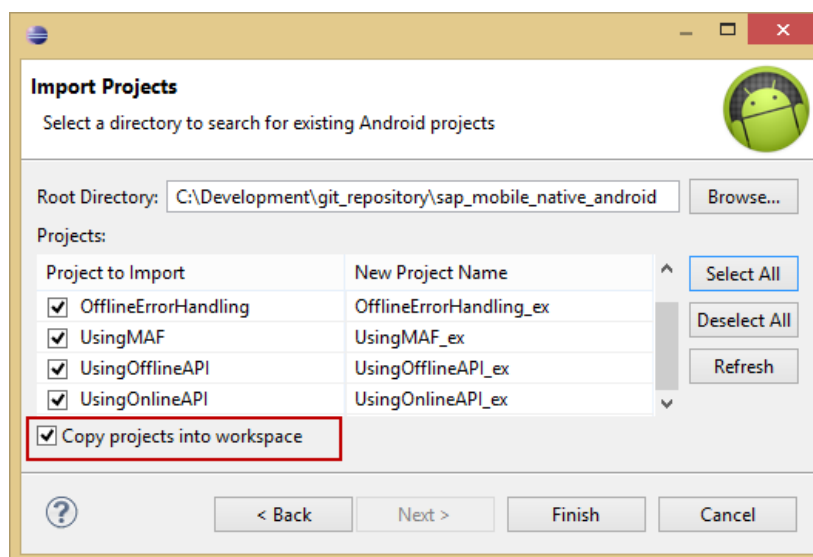 Import Projects
Select a directory to search for existing Android projects
Root Directory: C:\Development\git_repository\sap_mobile_native_android Browse...
Projects:
Project to Import New Project Name Select All
OfflineErrorHandling OfflineErrorHandling_ex
Deselect All
UsingMAF UsingMAF_ex
UsingOfflineAPI UsingOfflineAPI_ex Refresh
UsingOnlineAPI UsingOnlineAPI_ex
Copy projects into workspace
? < Back Next > Finish Cancel